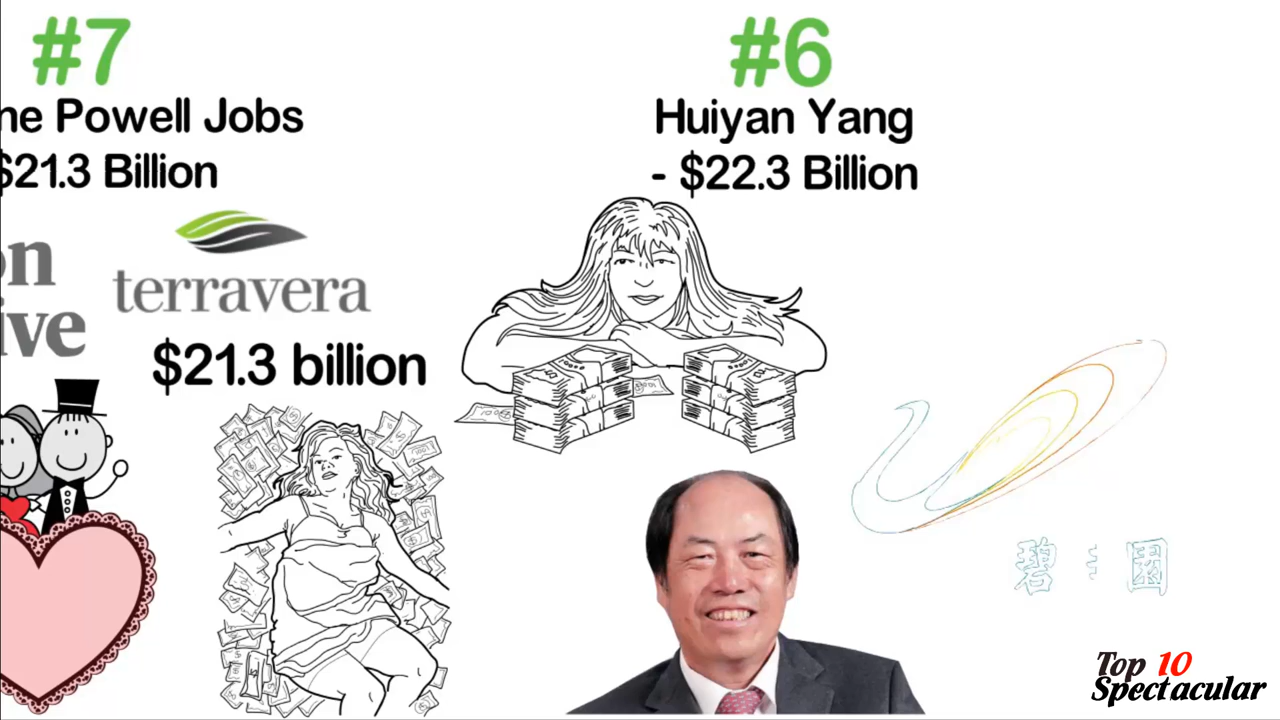 #7
ne Powell Jobs
$21.3 Billion
on
ive
terravera
$21.3 billion
#6
Huiyan Yang
- $22.3 Billion
碧 園
Top 10
Spectacular